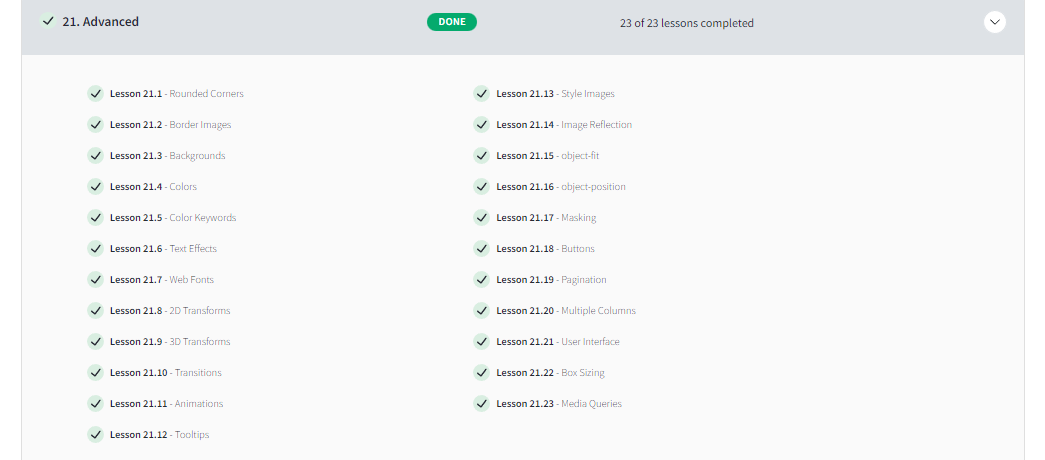 21. Advanced
DONE
23 of 23 lessons completed
Lesson 21.1 - Rounded Corners
Lesson 21.2 - Border Images
Lesson 21.3 - Backgrounds
Lesson 21.4 - Colors
Lesson 21.5 - Color Keywords
Lesson 21.6 - Text Effects
Lesson 21.7 - Web Fonts
Lesson 21.8 - 2D Transforms
Lesson 21.9 - 3D Transforms
Lesson 21.10 - Transitions
Lesson 21.11 - Animations
Lesson 21.12 - Tooltips
Lesson 21.13 - Style Images
Lesson 21.14 - Image Reflection
Lesson 21.15 - object-fit
Lesson 21.16 - object-position
Lesson 21.17 - Masking
Lesson 21.18 - Buttons
Lesson 21.19 - Pagination
Lesson 21.20 - Multiple Columns
Lesson 21.21 - User Interface
Lesson 21.22 - Box Sizing
Lesson 21.23 - Media Queries